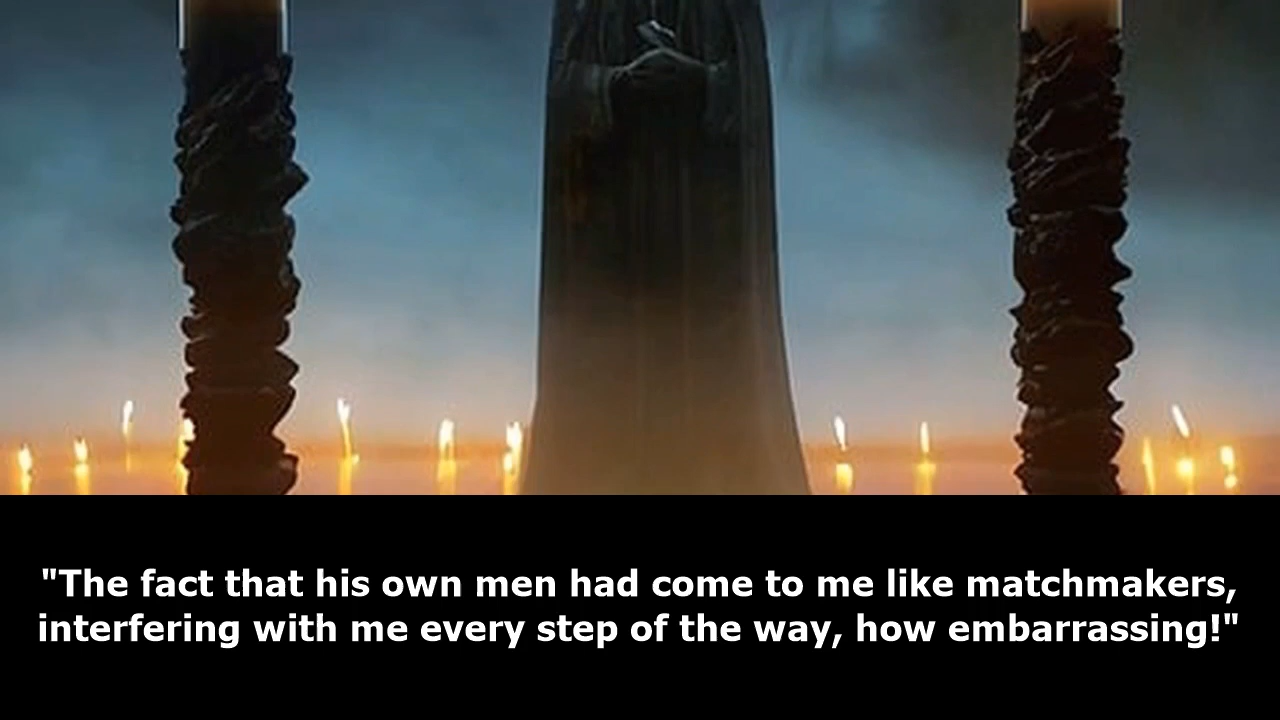 "The fact that his own men had come to me like matchmakers,
interfering with me every step of the way, how embarrassing!"